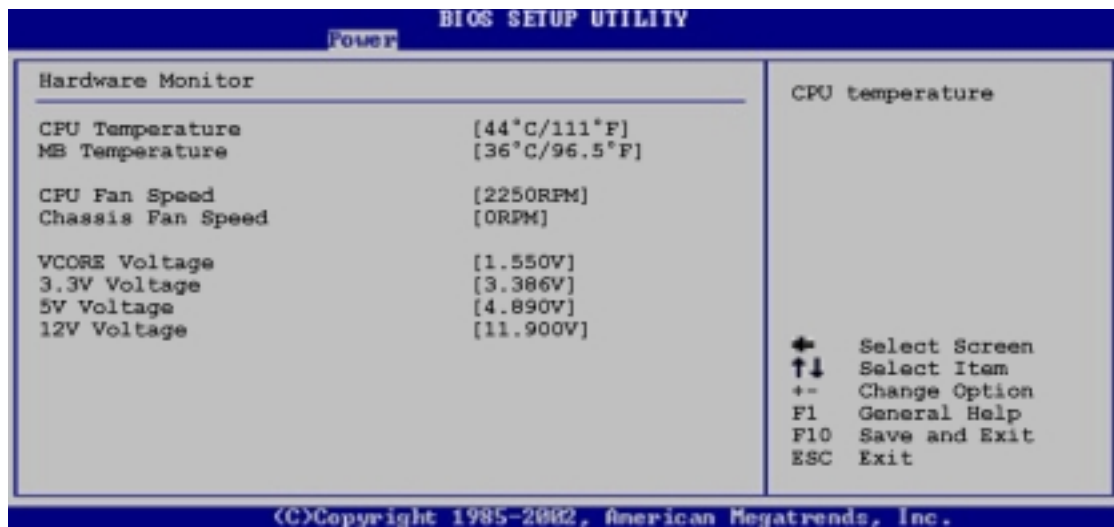 BIOS SETUP UTILITY
Power
Hardware Monitor
CPU Temperature [44°C/111°F]
MB Temperature [36°C/96.5°F]
CPU Fan Speed [2250RPM]
Chassis Fan Speed [0RPM]
VCORE Voltage [1.550V]
3.3V Voltage [3.386V]
5V Voltage [4.890V]
12V Voltage [11.900V]
CPU temperature
← Select Screen
↑↓ Select Item
+- Change Option
F1 General Help
F10 Save and Exit
ESC Exit
(C)Copyright 1985-2002, American Megatrends, Inc.